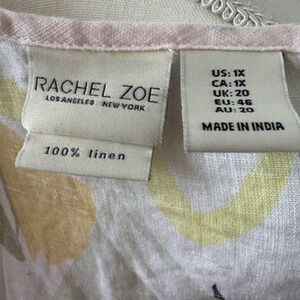 RACHEL ZOE
LOS ANGELES NEW YORK
100% linen
US: 1X
CA: 1X
UK: 20
EU: 46
AU: 20
MADE IN INDIA